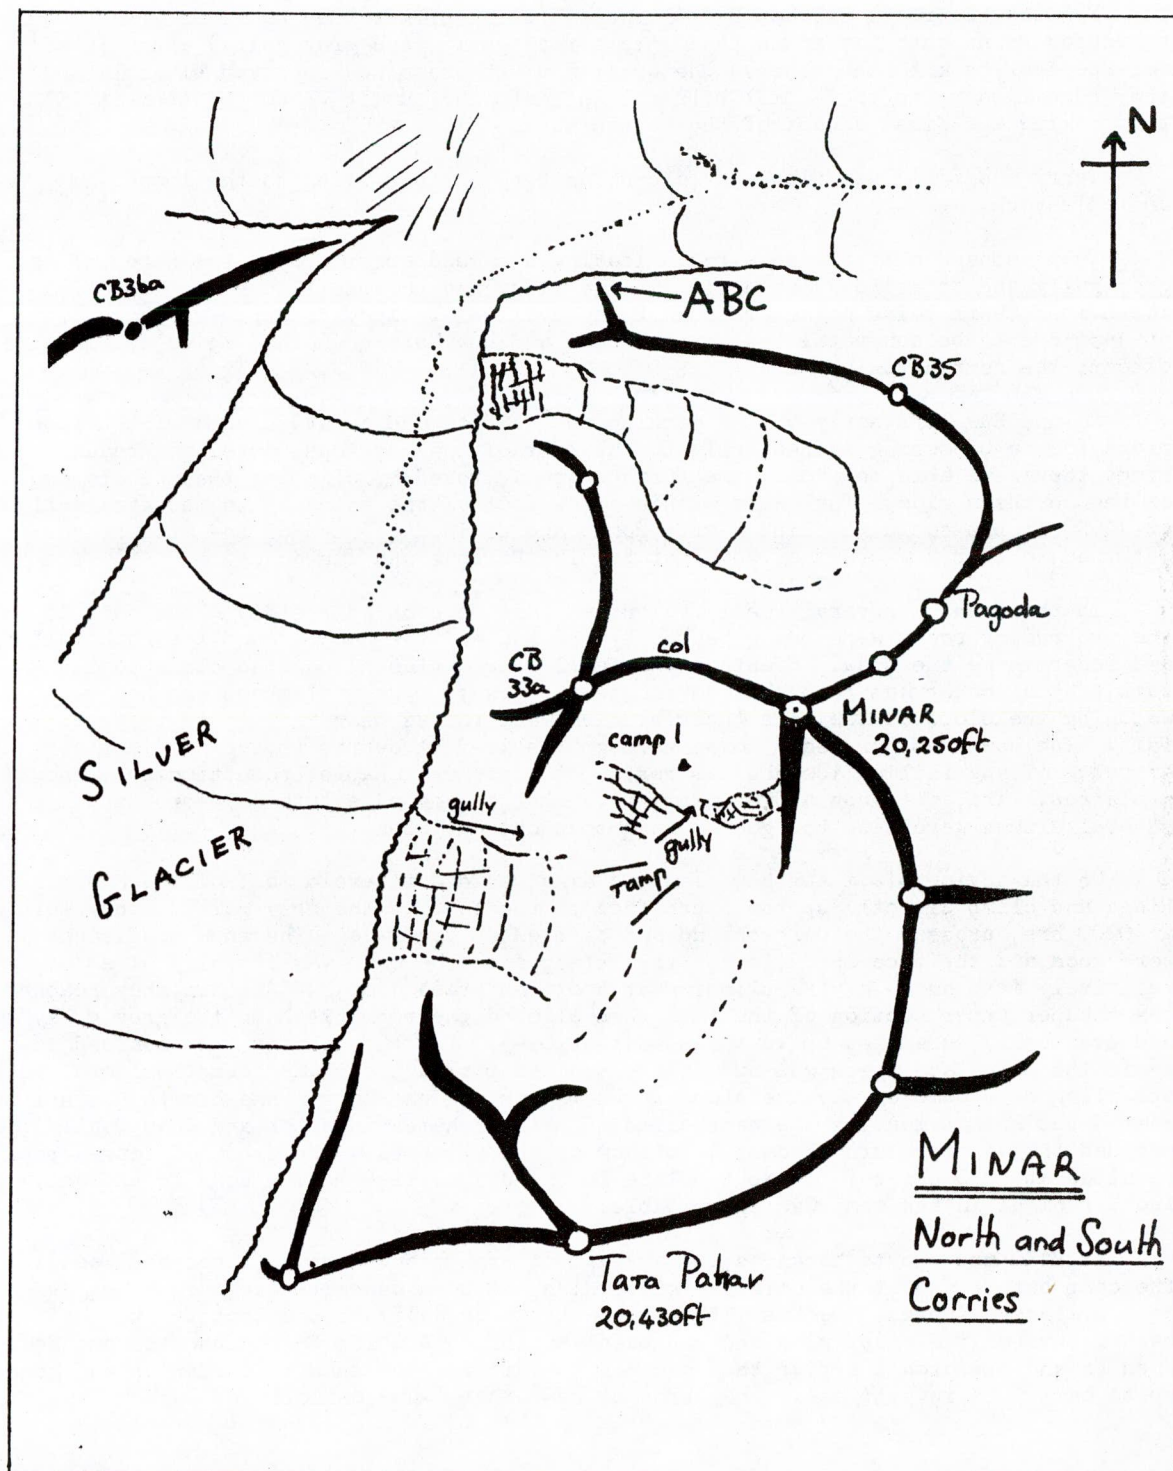 N
CB36a
ABC
CB35
Pagoda
col
CB
33a
MINAR
20,250ft
camp 1
SILVER
GLACIER
gully
gully
ramp
MINAR
North and South
Corries
Tara Pahar
20,430ft